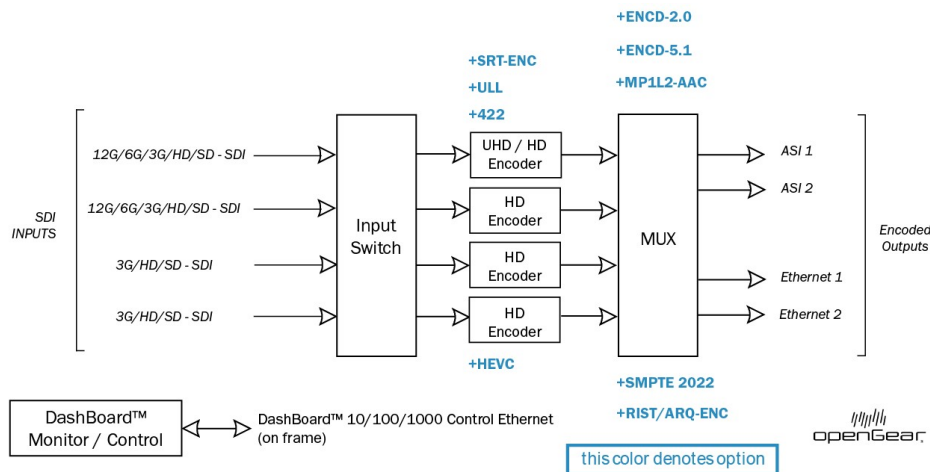 +ENCD-2.0
+ENCD-5.1
+MP1L2-AAC
+SRT-ENC
+ULL
+422
SDI
INPUTS
12G/6G/3G/HD/SD - SDI
12G/6G/3G/HD/SD - SDI
3G/HD/SD - SDI
3G/HD/SD - SDI
Input
Switch
UHD / HD
Encoder
HD
Encoder
HD
Encoder
HD
Encoder
+HEVC
MUX
ASI 1
ASI 2
Ethernet 1
Ethernet 2
Encoded
Outputs
+SMPTE 2022
+RIST/ARQ-ENC
DashBoard™
Monitor / Control
DashBoard™ 10/100/1000 Control Ethernet
(on frame)
this color denotes option
openGear